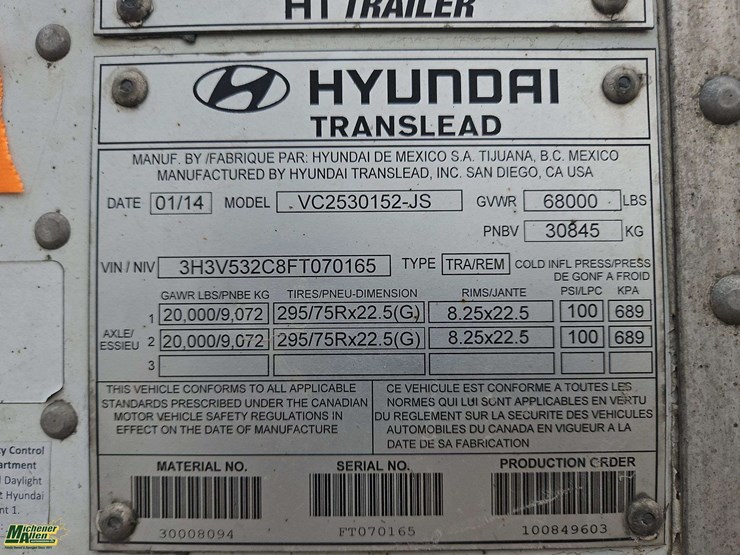 HT TRAILER
HYUNDAI
TRANSLEAD
MANUF. BY /FABRIQUE PAR: HYUNDAI DE MEXICO S.A. TIJUANA, B.C. MEXICO
MANUFACTURED BY HYUNDAI TRANSLEAD, INC. SAN DIEGO, CA USA
DATE 01/14 MODEL VC2530152-JS GVWR 68000 LBS
PNBV 30845 KG
VIN / NIV 3H3V532C8FT070165 TYPE TRA/REM COLD INFL PRESS/PRESS
DE GONF A FROID
GAWR LBS/PNBE KG TIRES/PNEU-DIMENSION RIMS/JANTE PSI/LPC KPA
AXLE/
ESSIEU
1 20,000/9,072 295/75Rx22.5(G) 8.25x22.5 100 689
2 20,000/9,072 295/75Rx22.5(G) 8.25x22.5 100 689
3
THIS VEHICLE CONFORMS TO ALL APPLICABLE
STANDARDS PRESCRIBED UNDER THE CANADIAN
MOTOR VEHICLE SAFETY REGULATIONS IN
EFFECT ON THE DATE OF MANUFACTURE
CE VEHICULE EST CONFORME A TOUTES LES
NORMES QUI LUI SONT APPLICABLES EN VERTU
DU REGLEMENT SUR LA SECURITE DES VEHICULES
AUTOMOBILES DU CANADA EN VIGUEUR A LA
DATE DE SA FABRICATION
MATERIAL NO. SERIAL NO. PRODUCTION ORDER
30008094 FT070165 100849603
ty Control
artment
l Daylight
t Hyundai
nt 1.
Michener
Allen